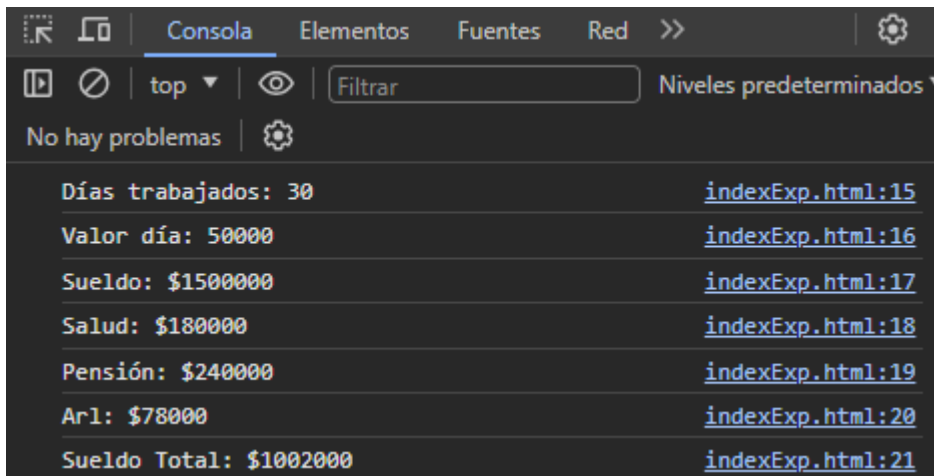 Consola Elementos Fuentes Red
top Filtrar Niveles predeterminados
No hay problemas
Días trabajados: 30 indexExp.html:15
Valor día: 50000 indexExp.html:16
Sueldo: $1500000 indexExp.html:17
Salud: $180000 indexExp.html:18
Pensión: $240000 indexExp.html:19
Arl: $78000 indexExp.html:20
Sueldo Total: $1002000 indexExp.html:21